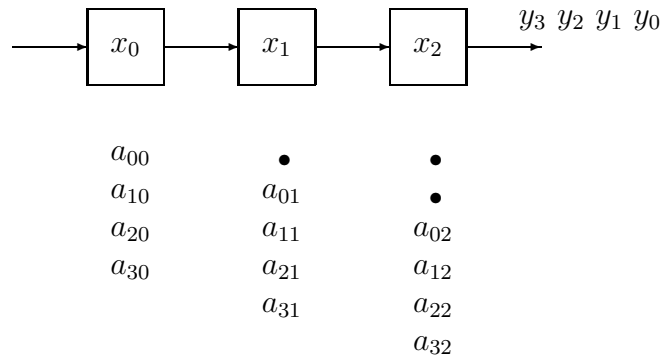 y₃ y₂ y₁ y₀
x₀ x₁ x₂
a₀₀ • •
a₁₀ a₀₁ •
a₂₀ a₁₁ a₀₂
a₃₀ a₂₁ a₁₂
a₃₁ a₂₂
a₃₂